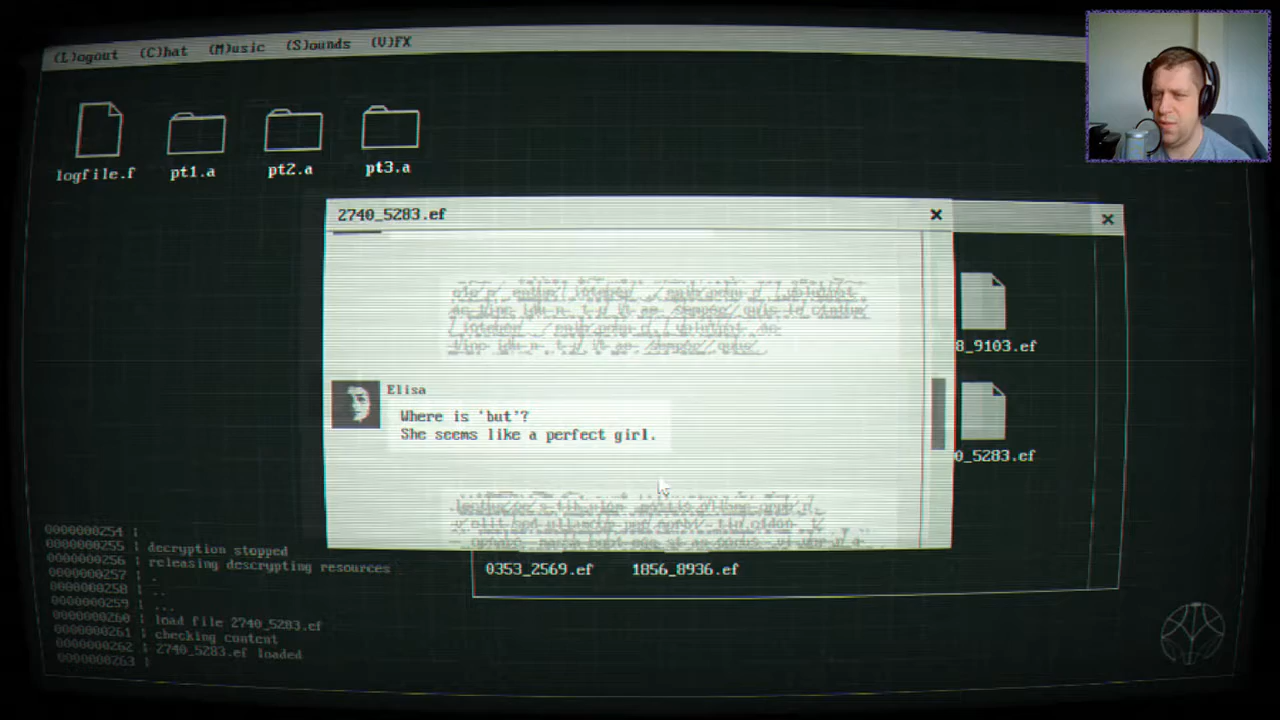 (L)ogout (C)hat (M)usic (S)ounds (V)FX
logfile.f pt1.a pt2.a pt3.a
2740_5283.ef ×
×
8_9103.ef
Elisa
Where is 'but'?
She seems like a perfect girl.
0_5283.ef
0353_2569.ef 1856_8936.ef
0000000254 |
0000000255 | decryption stopped
0000000256 | releasing descrypting resources
0000000257 | .
0000000258 | ..
0000000259 | ...
0000000260 | load file 2740_5283.ef
0000000261 | checking content
0000000262 | 2740_5283.ef loaded
0000000263 |